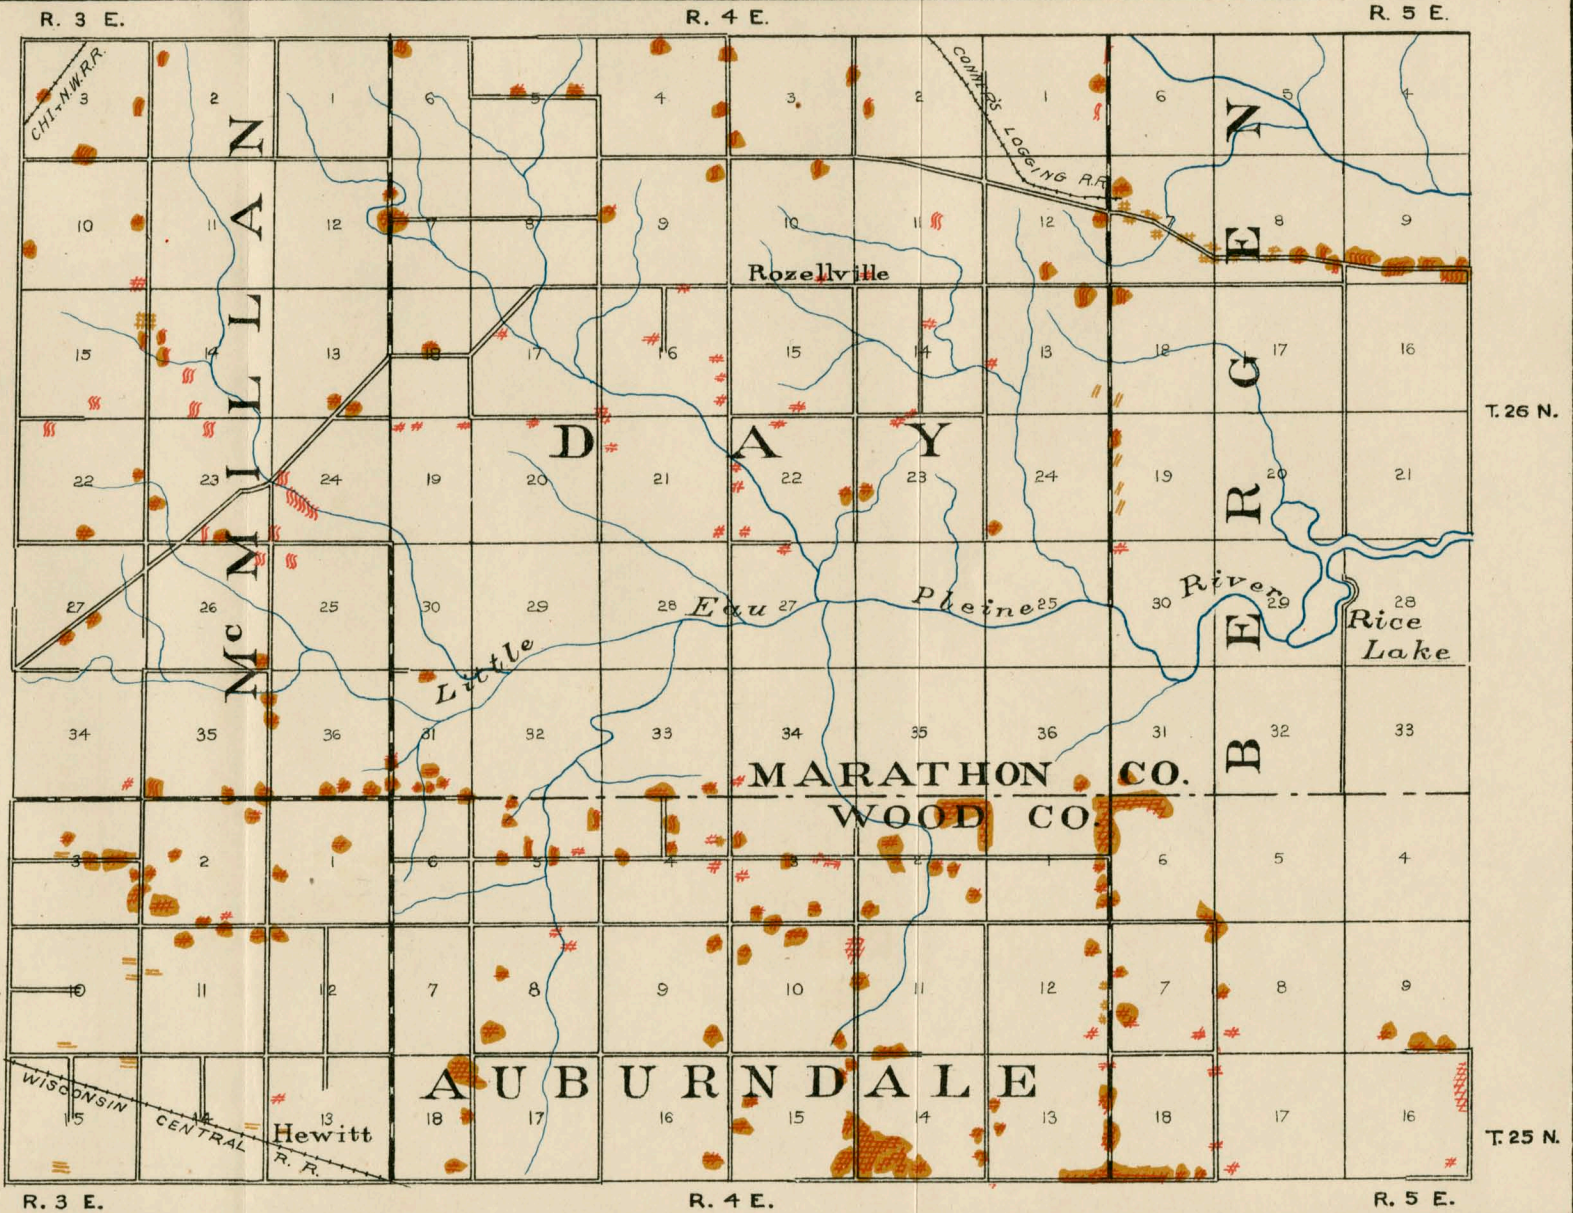 R. 3 E. R. 4 E. R. 5 E.
CHI. & N.W.R.R.
CONNER'S LOGGING R.R.
3 2 1 6 5 4 3 2 1 6 5 4
10 11 12 7 8 9 10 11 12 7 8 9
Rozellville
15 14 13 18 17 16 15 14 13 18 17 16
T. 26 N.
McMILLAN
DAY
BERGEN
22 23 24 19 20 21 22 23 24 19 20 21
27 26 25 30 29 28 27 25 30 29 28
Little Eau Pleine River
Rice
Lake
34 35 36 31 32 33 34 35 36 31 32 33
MARATHON CO.
WOOD CO.
3 2 1 6 5 4 3 2 1 6 5 4
10 11 12 7 8 9 10 11 12 7 8 9
AUBURNDALE
WISCONSIN CENTRAL R. R.
15 14 13 18 17 16 15 14 13 18 17 16
Hewitt
T. 25 N.
R. 3 E. R. 4 E. R. 5 E.